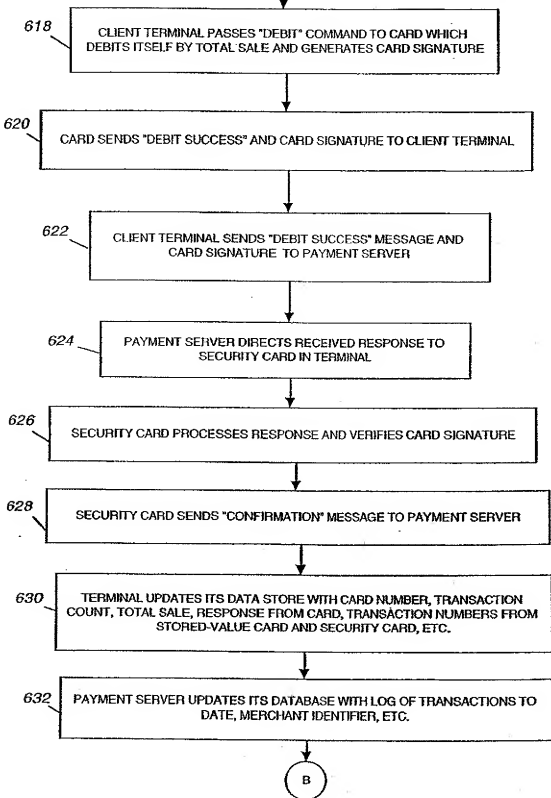 618
CLIENT TERMINAL PASSES "DEBIT" COMMAND TO CARD WHICH
DEBITS ITSELF BY TOTAL SALE AND GENERATES CARD SIGNATURE
620
CARD SENDS "DEBIT SUCCESS" AND CARD SIGNATURE TO CLIENT TERMINAL
622
CLIENT TERMINAL SENDS "DEBIT SUCCESS" MESSAGE AND
CARD SIGNATURE TO PAYMENT SERVER
624
PAYMENT SERVER DIRECTS RECEIVED RESPONSE TO
SECURITY CARD IN TERMINAL
626
SECURITY CARD PROCESSES RESPONSE AND VERIFIES CARD SIGNATURE
628
SECURITY CARD SENDS "CONFIRMATION" MESSAGE TO PAYMENT SERVER
630
TERMINAL UPDATES ITS DATA STORE WITH CARD NUMBER, TRANSACTION
COUNT, TOTAL SALE, RESPONSE FROM CARD, TRANSACTION NUMBERS FROM
STORED-VALUE CARD AND SECURITY CARD, ETC.
632
PAYMENT SERVER UPDATES ITS DATABASE WITH LOG OF TRANSACTIONS TO
DATE, MERCHANT IDENTIFIER, ETC.
B